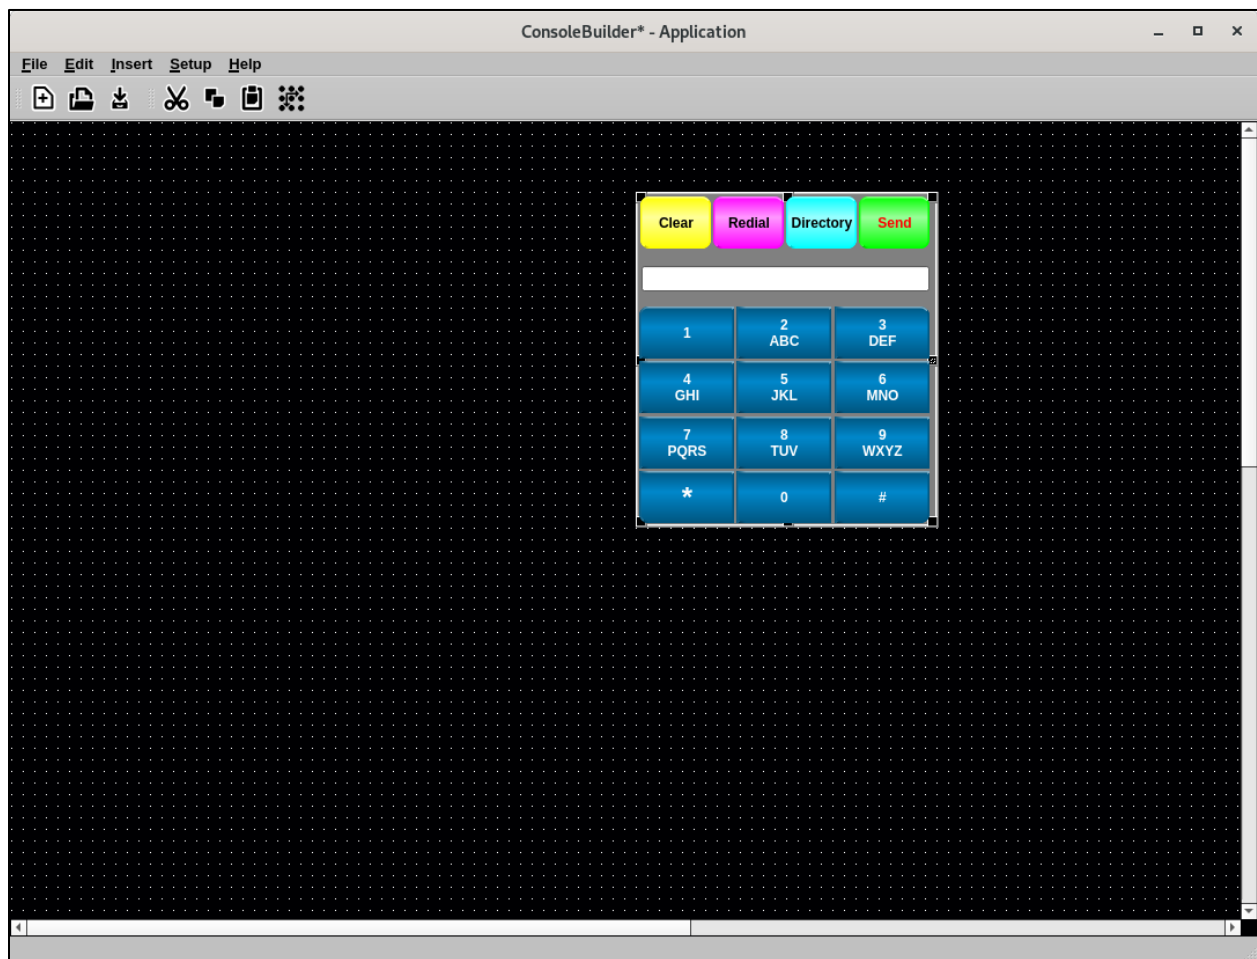 ConsoleBuilder* - Application
File Edit Insert Setup Help
Clear Redial Directory Send
1
2
ABC
3
DEF
4
GHI
5
JKL
6
MNO
7
PQRS
8
TUV
9
WXYZ
*
0
#